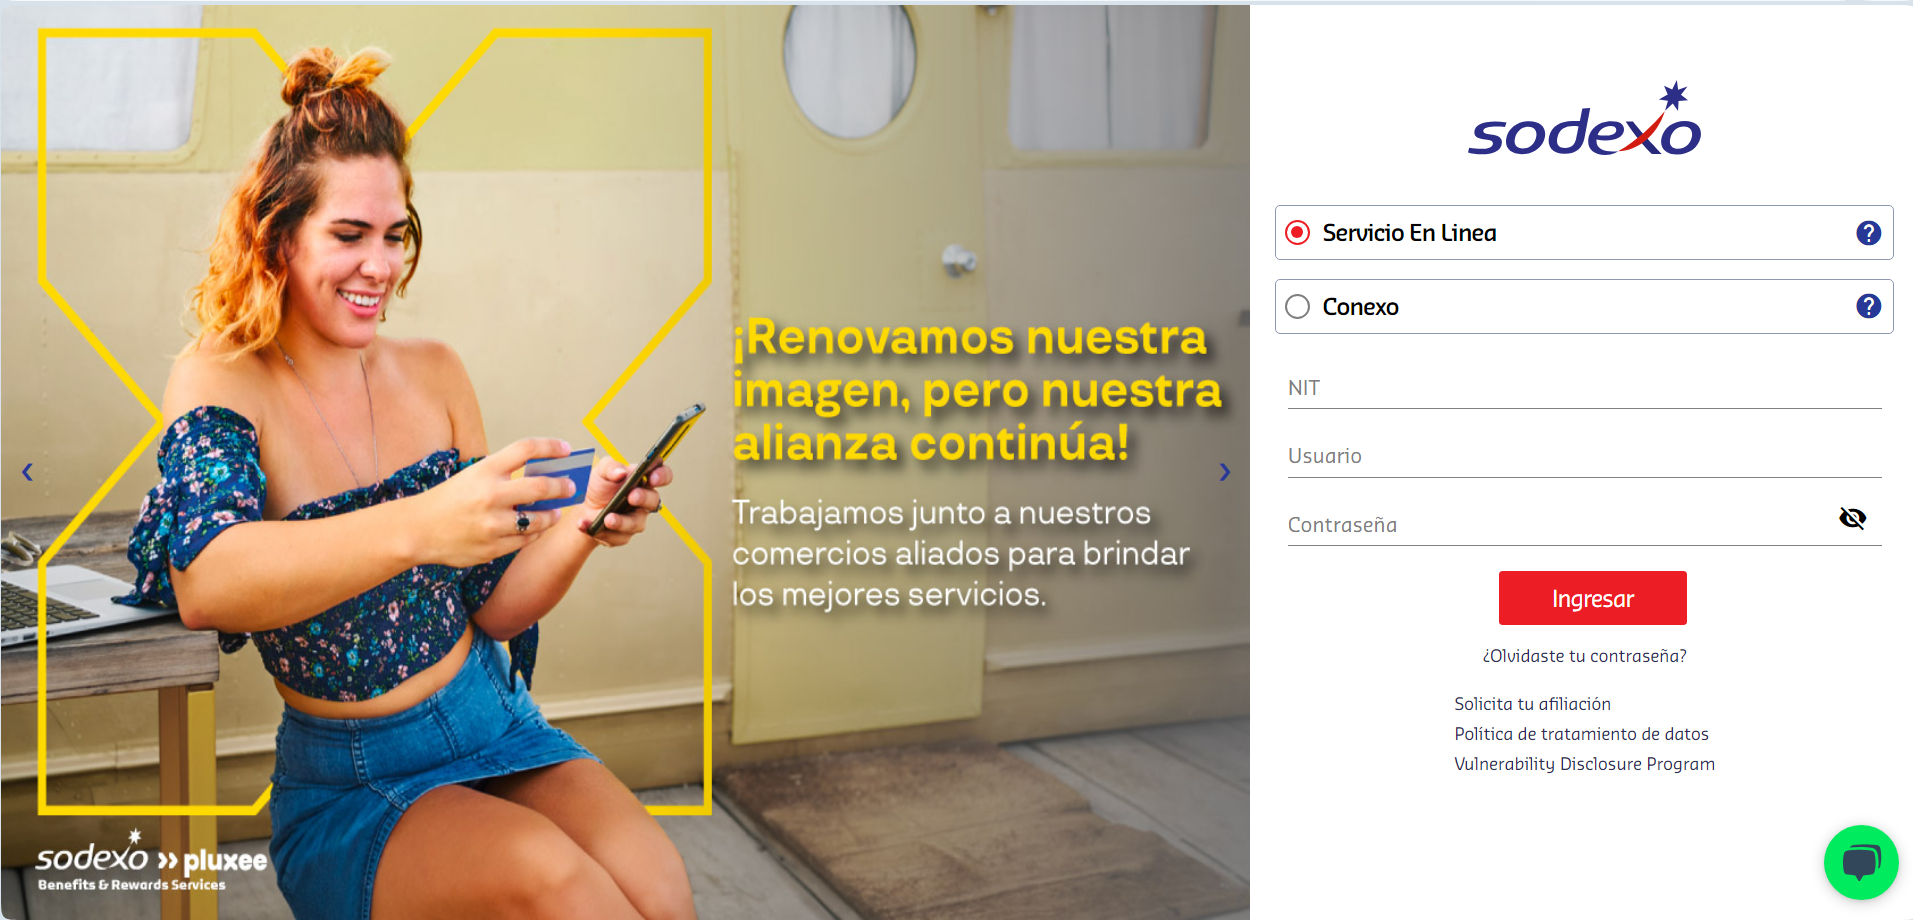 ¡Renovamos nuestra
imagen, pero nuestra
alianza continúa!
Trabajamos junto a nuestros
comercios aliados para brindar
los mejores servicios.
sodexo pluxee
Benefits & Rewards Services
sodexo
Servicio En Linea
Conexo
NIT
Usuario
Contraseña
Ingresar
¿Olvidaste tu contraseña?
Solicita tu afiliación
Política de tratamiento de datos
Vulnerability Disclosure Program